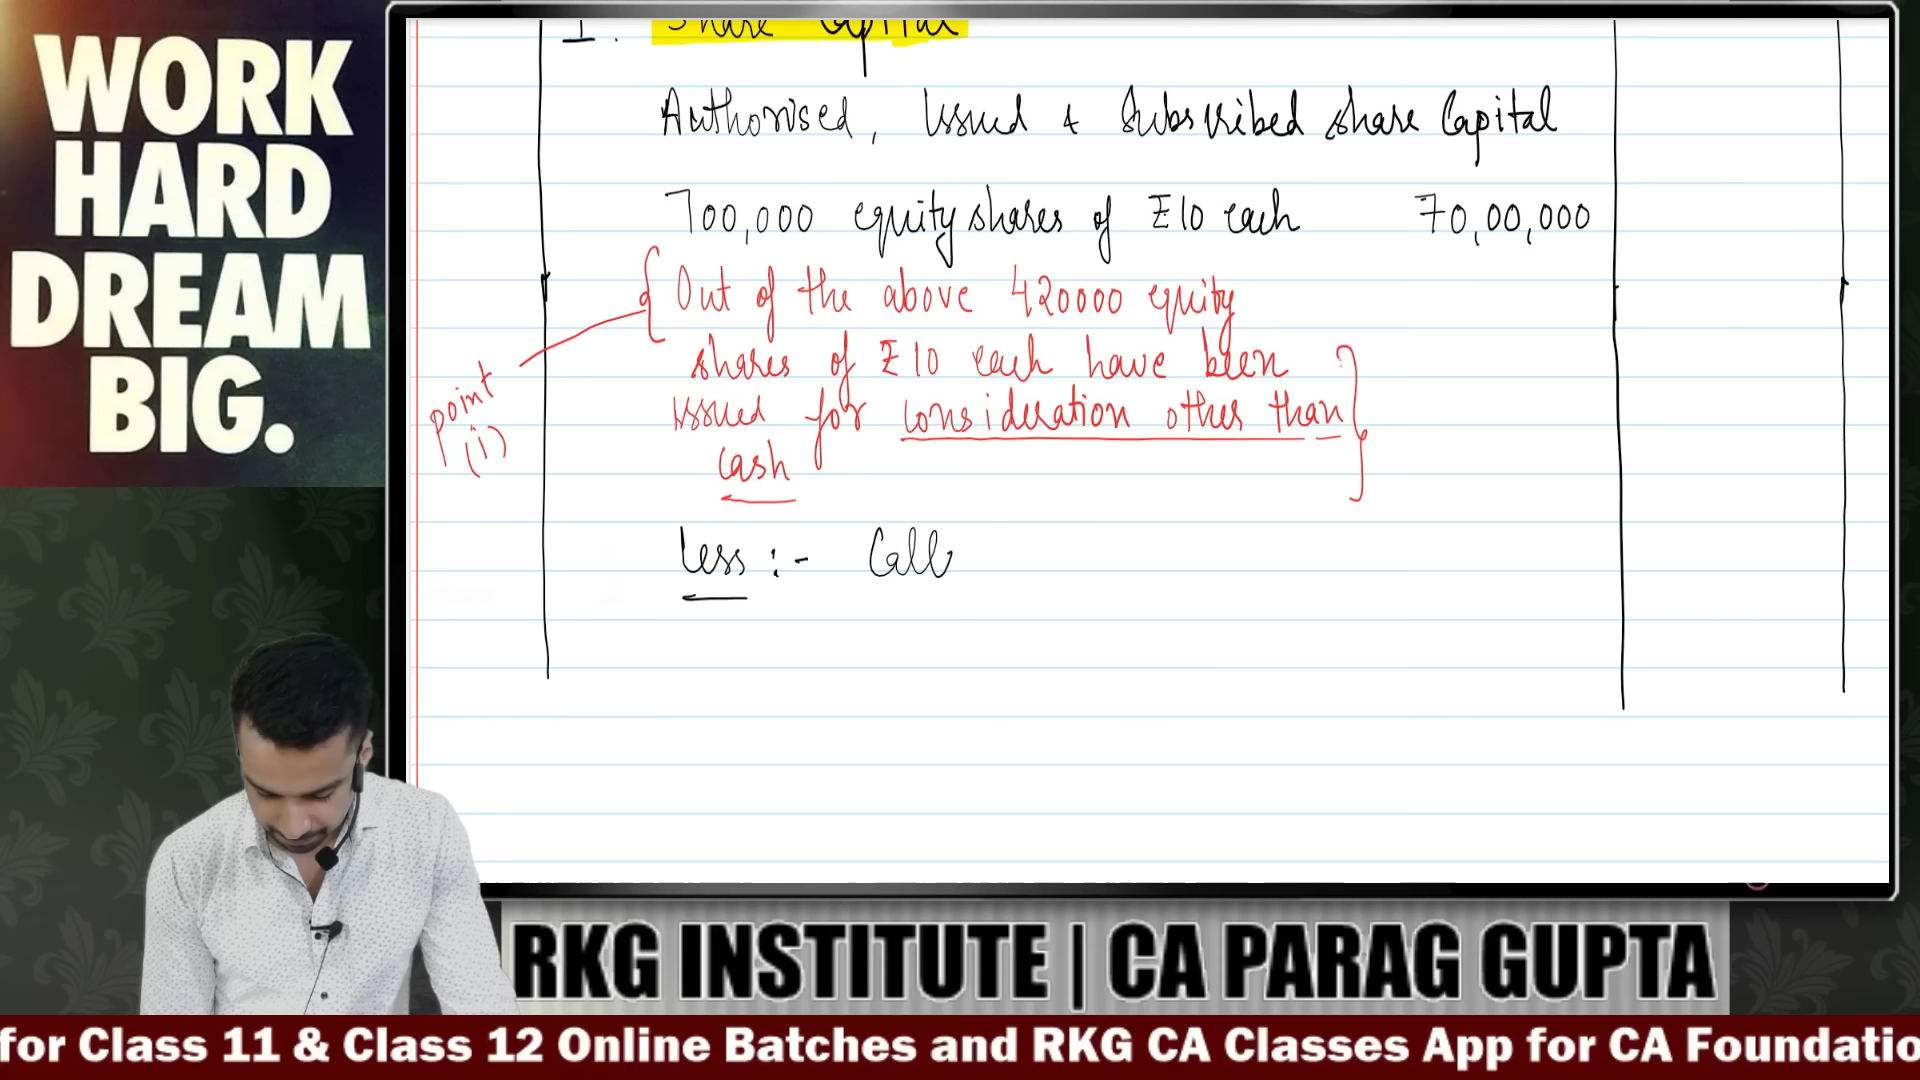 WORK
HARD
DREAM
BIG.
I. Share Capital
Authorised, Issued & Subscribed share Capital
700,000 equity shares of ₹10 each 70,00,000
Out of the above 420000 equity
shares of ₹10 each have been
issued for consideration other than
cash
point
(i)
Less :- Call
RKG INSTITUTE | CA PARAG GUPTA
for Class 11 & Class 12 Online Batches and RKG CA Classes App for CA Foundatio